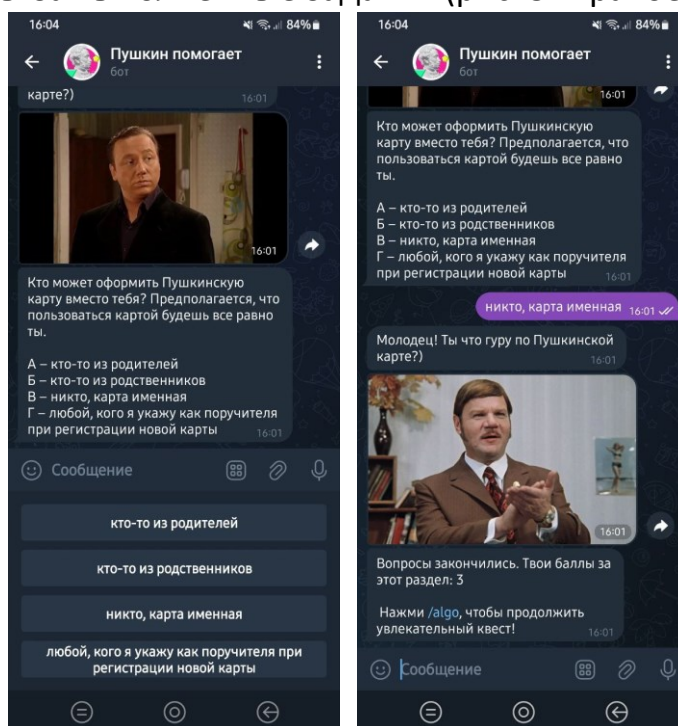 16:04
84%
Пушкин помогает
бот
карте?)
16:01
16:01
Кто может оформить Пушкинскую
карту вместо тебя? Предполагается, что
пользоваться картой будешь все равно
ты.
А – кто-то из родителей
Б – кто-то из родственников
В – никто, карта именная
Г – любой, кого я укажу как поручителя
при регистрации новой карты
16:01
Сообщение
кто-то из родителей
кто-то из родственников
никто, карта именная
любой, кого я укажу как поручителя при
регистрации новой карты
16:04
84%
Пушкин помогает
бот
16:01
Кто может оформить Пушкинскую
карту вместо тебя? Предполагается, что
пользоваться картой будешь все равно
ты.
А – кто-то из родителей
Б – кто-то из родственников
В – никто, карта именная
Г – любой, кого я укажу как поручителя
при регистрации новой карты
16:01
никто, карта именная 16:01
Молодец! Ты что гуру по Пушкинской
карте?)
16:01
16:01
Вопросы закончились. Твои баллы за
этот раздел: 3
Нажми /algo, чтобы продолжить
увлекательный квест!
16:01
Сообщение